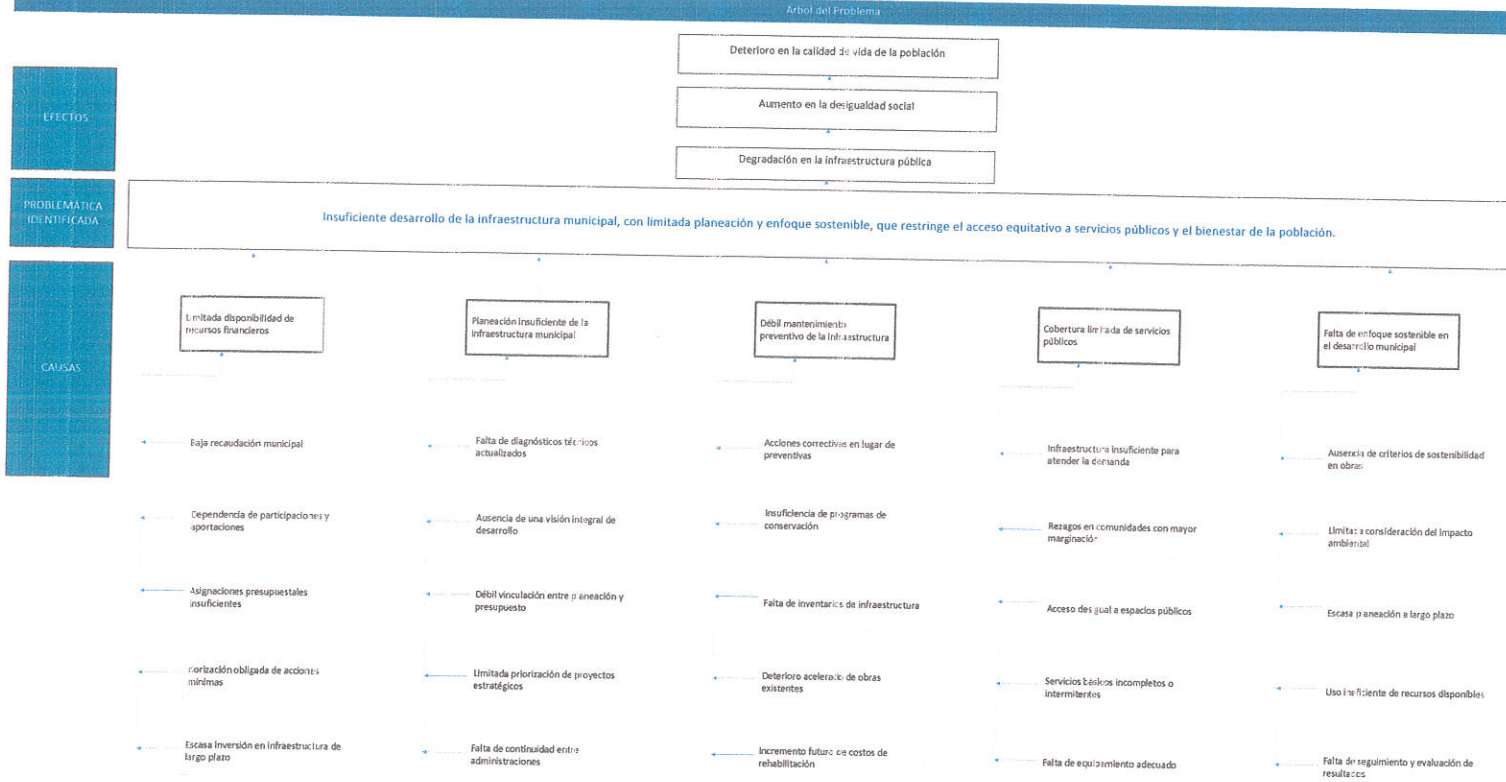 Arbol del Problema
Deterioro en la calidad de vida de la población
EFECTOS
Aumento en la desigualdad social
Degradación en la infraestructura pública
PROBLEMÁTICA
IDENTIFICADA
Insuficiente desarrollo de la infraestructura municipal, con limitada planeación y enfoque sostenible, que restringe el acceso equitativo a servicios públicos y el bienestar de la población.
CAUSAS
Limitada disponibilidad de
recursos financieros
Baja recaudación municipal
Dependencia de participaciones y
aportaciones
Asignaciones presupuestales
insuficientes
obligada de acciones
mínimas
Escasa inversión en infraestructura de
largo plazo
Planeación insuficiente de la
infraestructura municipal
Falta de diagnósticos técnicos
actualizados
Ausencia de una visión integral de
desarrollo
Débil vinculación entre planeación y
presupuesto
Limitada priorización de proyectos
estratégicos
Falta de continuidad entre
administraciones
Débil mantenimiento
preventivo de la infraestructura
Acciones correctivas en lugar de
preventivas
Insuficiencia de programas de
conservación
Falta de inventarios de infraestructura
Deterioro acelerado de obras
existentes
Incremento futuro de costos de
rehabilitación
Cobertura limitada de servicios
públicos
Infraestructura insuficiente para
atender la demanda
Rezagos en comunidades con mayor
marginación
Acceso desigual a espacios públicos
Servicios básicos incompletos o
intermitentes
Falta de equipamiento adecuado
Falta de enfoque sostenible en
el desarrollo municipal
Ausencia de criterios de sostenibilidad
en obras
Limitada consideración del impacto
ambiental
Escasa planeación a largo plazo
Uso ineficiente de recursos disponibles
Falta de seguimiento y evaluación de
resultados